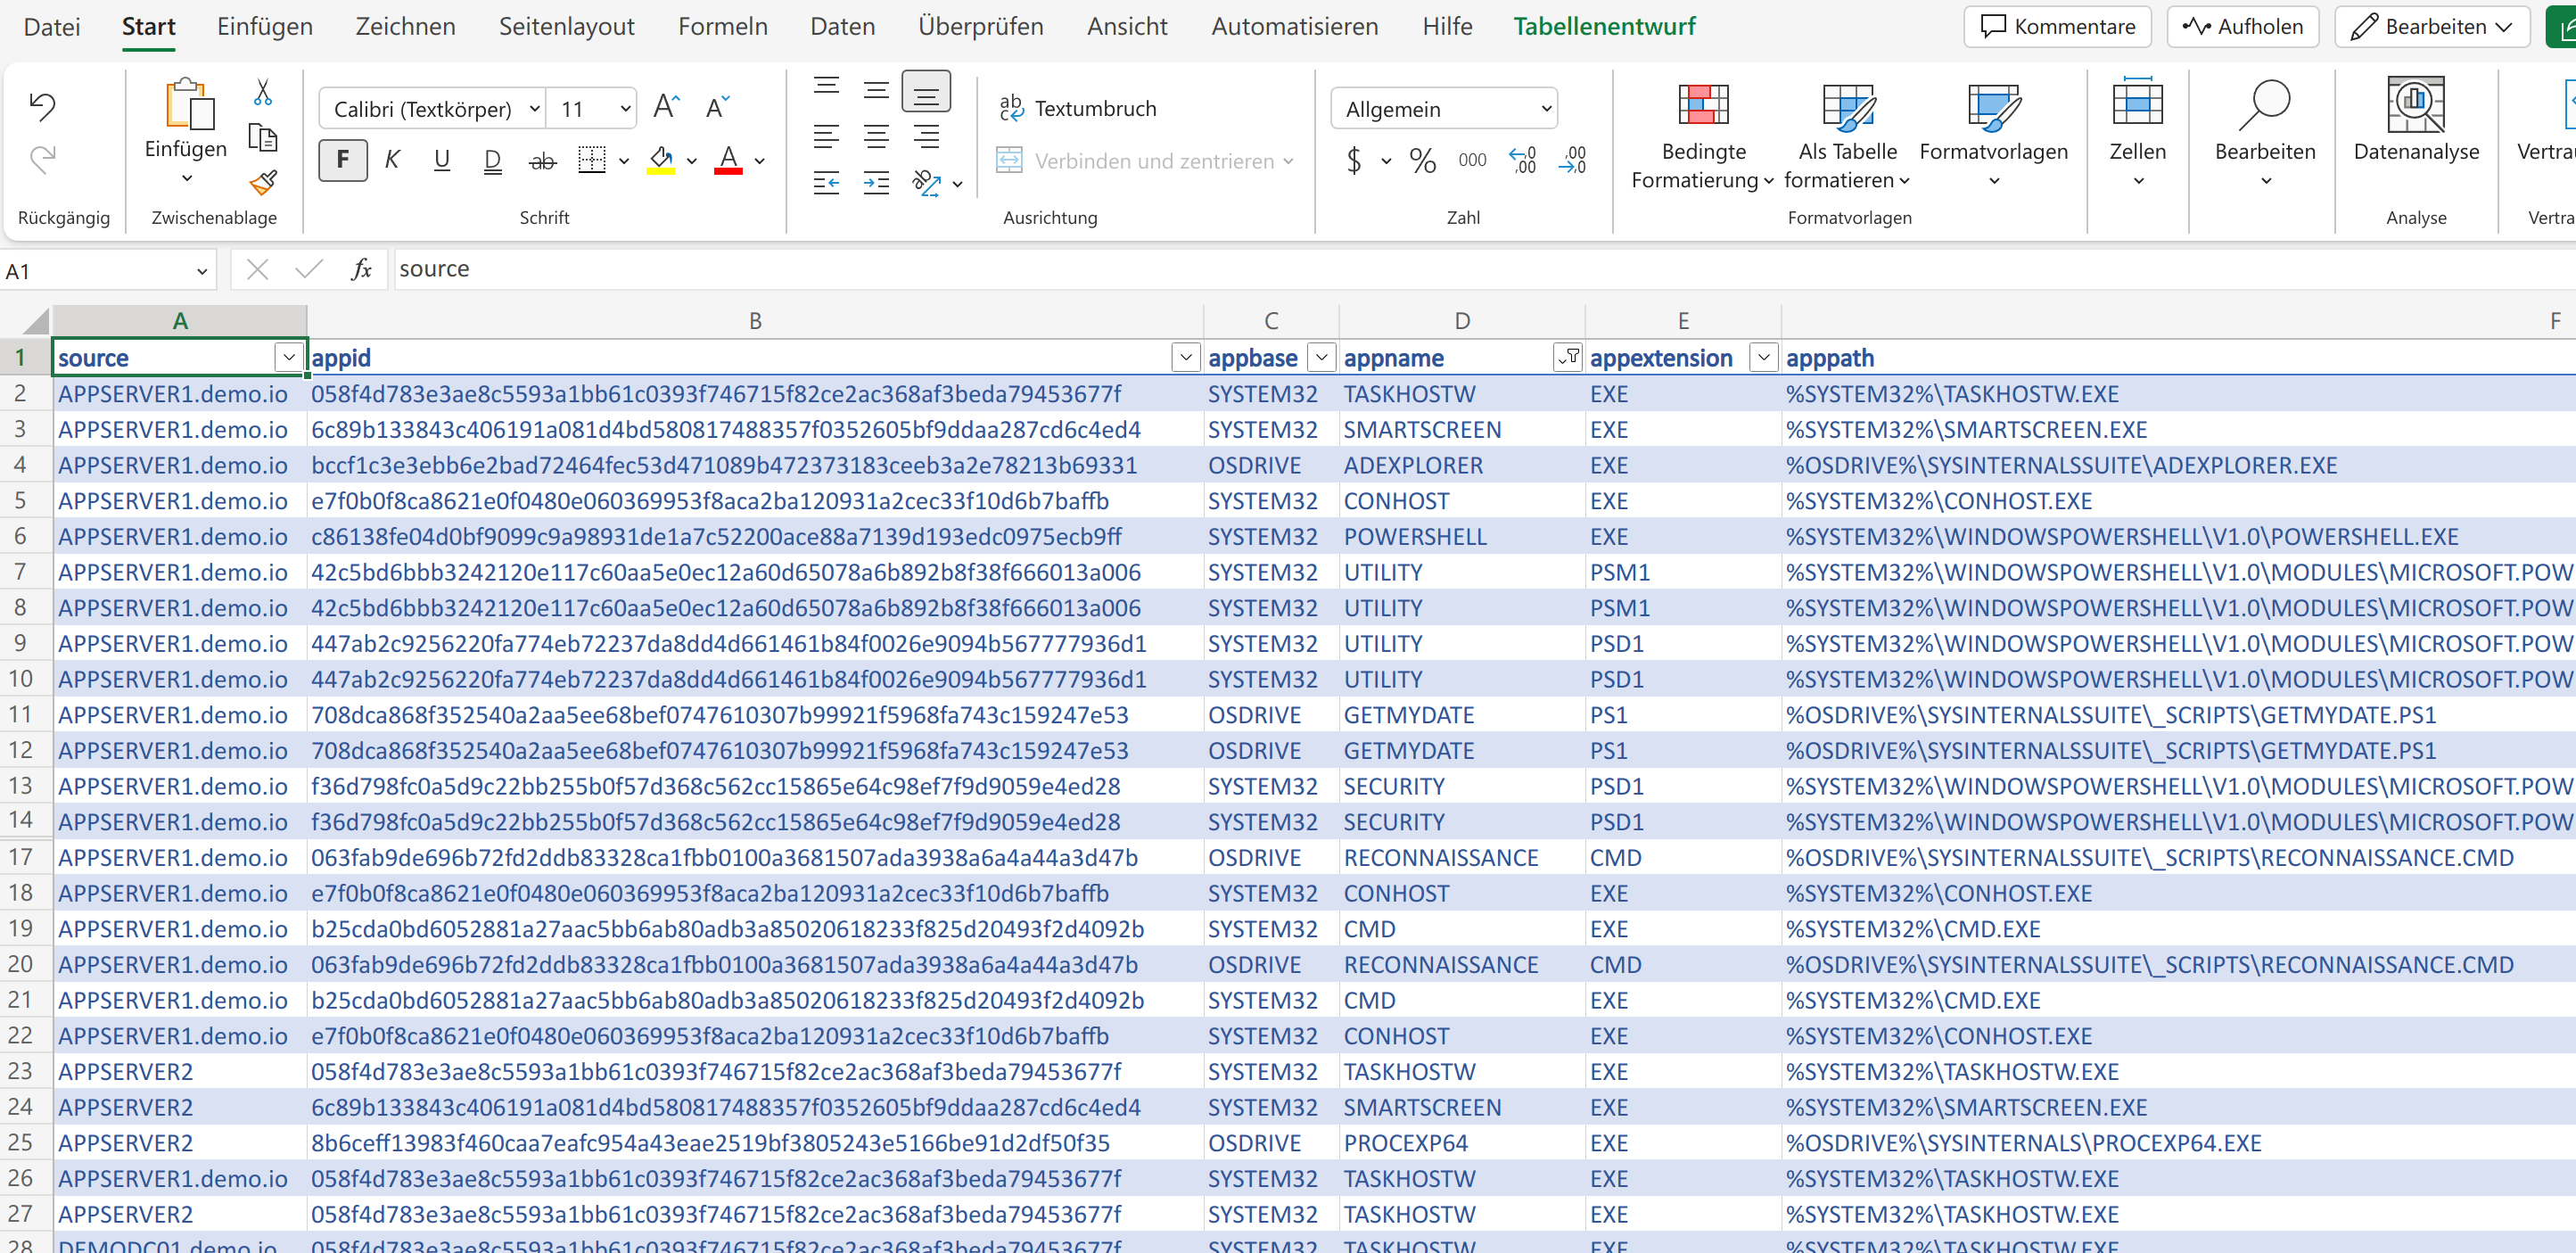 Datei Start Einfügen Zeichnen Seitenlayout Formeln Daten Überprüfen Ansicht Automatisieren Hilfe Tabellenentwurf Kommentare Aufholen Bearbeiten
Calibri (Textkörper) 11 A A ab c Textumbruch Allgemein
Einfügen F K U D ab A Verbinden und zentrieren $ % 000 ,0 ,00 ,00 ,0 Bedingte Formatierung Als Tabelle formatieren Formatvorlagen Zellen Bearbeiten Datenanalyse
Rückgängig Zwischenablage Schrift Ausrichtung Zahl Formatvorlagen Analyse
A1 fx source
A B C D E F
1 source appid appbase appname appextension apppath
2 APPSERVER1.demo.io 058f4d783e3ae8c5593a1bb61c0393f746715f82ce2ac368af3beda79453677f SYSTEM32 TASKHOSTW EXE %SYSTEM32%\TASKHOSTW.EXE
3 APPSERVER1.demo.io 6c89b133843c406191a081d4bd580817488357f0352605bf9ddaa287cd6c4ed4 SYSTEM32 SMARTSCREEN EXE %SYSTEM32%\SMARTSCREEN.EXE
4 APPSERVER1.demo.io bccf1c3e3ebb6e2bad72464fec53d471089b472373183ceeb3a2e78213b69331 OSDRIVE ADEXPLORER EXE %OSDRIVE%\SYSINTERNALSSUITE\ADEXPLORER.EXE
5 APPSERVER1.demo.io e7f0b0f8ca8621e0f0480e060369953f8aca2ba120931a2cec33f10d6b7baffb SYSTEM32 CONHOST EXE %SYSTEM32%\CONHOST.EXE
6 APPSERVER1.demo.io c86138fe04d0bf9099c9a98931de1a7c52200ace88a7139d193edc0975ecb9ff SYSTEM32 POWERSHELL EXE %SYSTEM32%\WINDOWSPOWERSHELL\V1.0\POWERSHELL.EXE
7 APPSERVER1.demo.io 42c5bd6bbb3242120e117c60aa5e0ec12a60d65078a6b892b8f38f666013a006 SYSTEM32 UTILITY PSM1 %SYSTEM32%\WINDOWSPOWERSHELL\V1.0\MODULES\MICROSOFT.POW
8 APPSERVER1.demo.io 42c5bd6bbb3242120e117c60aa5e0ec12a60d65078a6b892b8f38f666013a006 SYSTEM32 UTILITY PSM1 %SYSTEM32%\WINDOWSPOWERSHELL\V1.0\MODULES\MICROSOFT.POW
9 APPSERVER1.demo.io 447ab2c9256220fa774eb72237da8dd4d661461b84f0026e9094b567777936d1 SYSTEM32 UTILITY PSD1 %SYSTEM32%\WINDOWSPOWERSHELL\V1.0\MODULES\MICROSOFT.POW
10 APPSERVER1.demo.io 447ab2c9256220fa774eb72237da8dd4d661461b84f0026e9094b567777936d1 SYSTEM32 UTILITY PSD1 %SYSTEM32%\WINDOWSPOWERSHELL\V1.0\MODULES\MICROSOFT.POW
11 APPSERVER1.demo.io 708dca868f352540a2aa5ee68bef0747610307b99921f5968fa743c159247e53 OSDRIVE GETMYDATE PS1 %OSDRIVE%\SYSINTERNALSSUITE\_SCRIPTS\GETMYDATE.PS1
12 APPSERVER1.demo.io 708dca868f352540a2aa5ee68bef0747610307b99921f5968fa743c159247e53 OSDRIVE GETMYDATE PS1 %OSDRIVE%\SYSINTERNALSSUITE\_SCRIPTS\GETMYDATE.PS1
13 APPSERVER1.demo.io f36d798fc0a5d9c22bb255b0f57d368c562cc15865e64c98ef7f9d9059e4ed28 SYSTEM32 SECURITY PSD1 %SYSTEM32%\WINDOWSPOWERSHELL\V1.0\MODULES\MICROSOFT.POW
14 APPSERVER1.demo.io f36d798fc0a5d9c22bb255b0f57d368c562cc15865e64c98ef7f9d9059e4ed28 SYSTEM32 SECURITY PSD1 %SYSTEM32%\WINDOWSPOWERSHELL\V1.0\MODULES\MICROSOFT.POW
17 APPSERVER1.demo.io 063fab9de696b72fd2ddb83328ca1fbb0100a3681507ada3938a6a4a44a3d47b OSDRIVE RECONNAISSANCE CMD %OSDRIVE%\SYSINTERNALSSUITE\_SCRIPTS\RECONNAISSANCE.CMD
18 APPSERVER1.demo.io e7f0b0f8ca8621e0f0480e060369953f8aca2ba120931a2cec33f10d6b7baffb SYSTEM32 CONHOST EXE %SYSTEM32%\CONHOST.EXE
19 APPSERVER1.demo.io b25cda0bd6052881a27aac5bb6ab80adb3a85020618233f825d20493f2d4092b SYSTEM32 CMD EXE %SYSTEM32%\CMD.EXE
20 APPSERVER1.demo.io 063fab9de696b72fd2ddb83328ca1fbb0100a3681507ada3938a6a4a44a3d47b OSDRIVE RECONNAISSANCE CMD %OSDRIVE%\SYSINTERNALSSUITE\_SCRIPTS\RECONNAISSANCE.CMD
21 APPSERVER1.demo.io b25cda0bd6052881a27aac5bb6ab80adb3a85020618233f825d20493f2d4092b SYSTEM32 CMD EXE %SYSTEM32%\CMD.EXE
22 APPSERVER1.demo.io e7f0b0f8ca8621e0f0480e060369953f8aca2ba120931a2cec33f10d6b7baffb SYSTEM32 CONHOST EXE %SYSTEM32%\CONHOST.EXE
23 APPSERVER2 058f4d783e3ae8c5593a1bb61c0393f746715f82ce2ac368af3beda79453677f SYSTEM32 TASKHOSTW EXE %SYSTEM32%\TASKHOSTW.EXE
24 APPSERVER2 6c89b133843c406191a081d4bd580817488357f0352605bf9ddaa287cd6c4ed4 SYSTEM32 SMARTSCREEN EXE %SYSTEM32%\SMARTSCREEN.EXE
25 APPSERVER2 8b6ceff13983f460caa7eafc954a43eae2519bf3805243e5166be91d2df50f35 OSDRIVE PROCEXP64 EXE %OSDRIVE%\SYSINTERNALS\PROCEXP64.EXE
26 APPSERVER1.demo.io 058f4d783e3ae8c5593a1bb61c0393f746715f82ce2ac368af3beda79453677f SYSTEM32 TASKHOSTW EXE %SYSTEM32%\TASKHOSTW.EXE
27 APPSERVER2 058f4d783e3ae8c5593a1bb61c0393f746715f82ce2ac368af3beda79453677f SYSTEM32 TASKHOSTW EXE %SYSTEM32%\TASKHOSTW.EXE
28 DEMODC01.demo.io 058f4d783e3ae8c5593a1bb61c0393f746715f82ce2ac368af3beda79453677f SYSTEM32 TASKHOSTW EXE %SYSTEM32%\TASKHOSTW.EXE